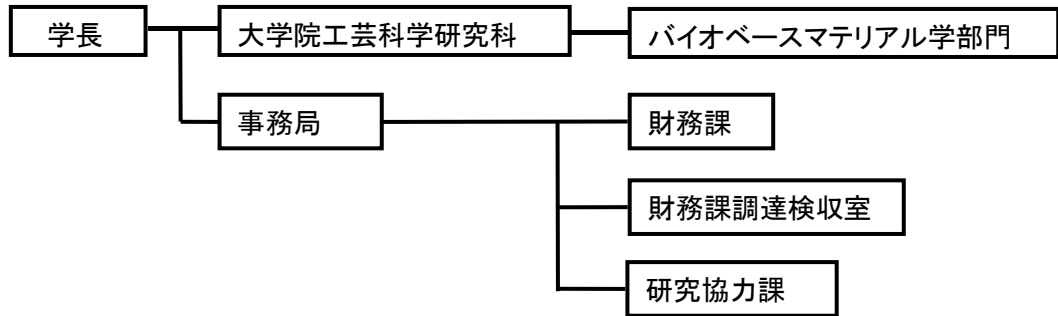 学長
大学院工芸科学研究科
バイオベースマテリアル学部門
事務局
財務課
財務課調達検収室
研究協力課